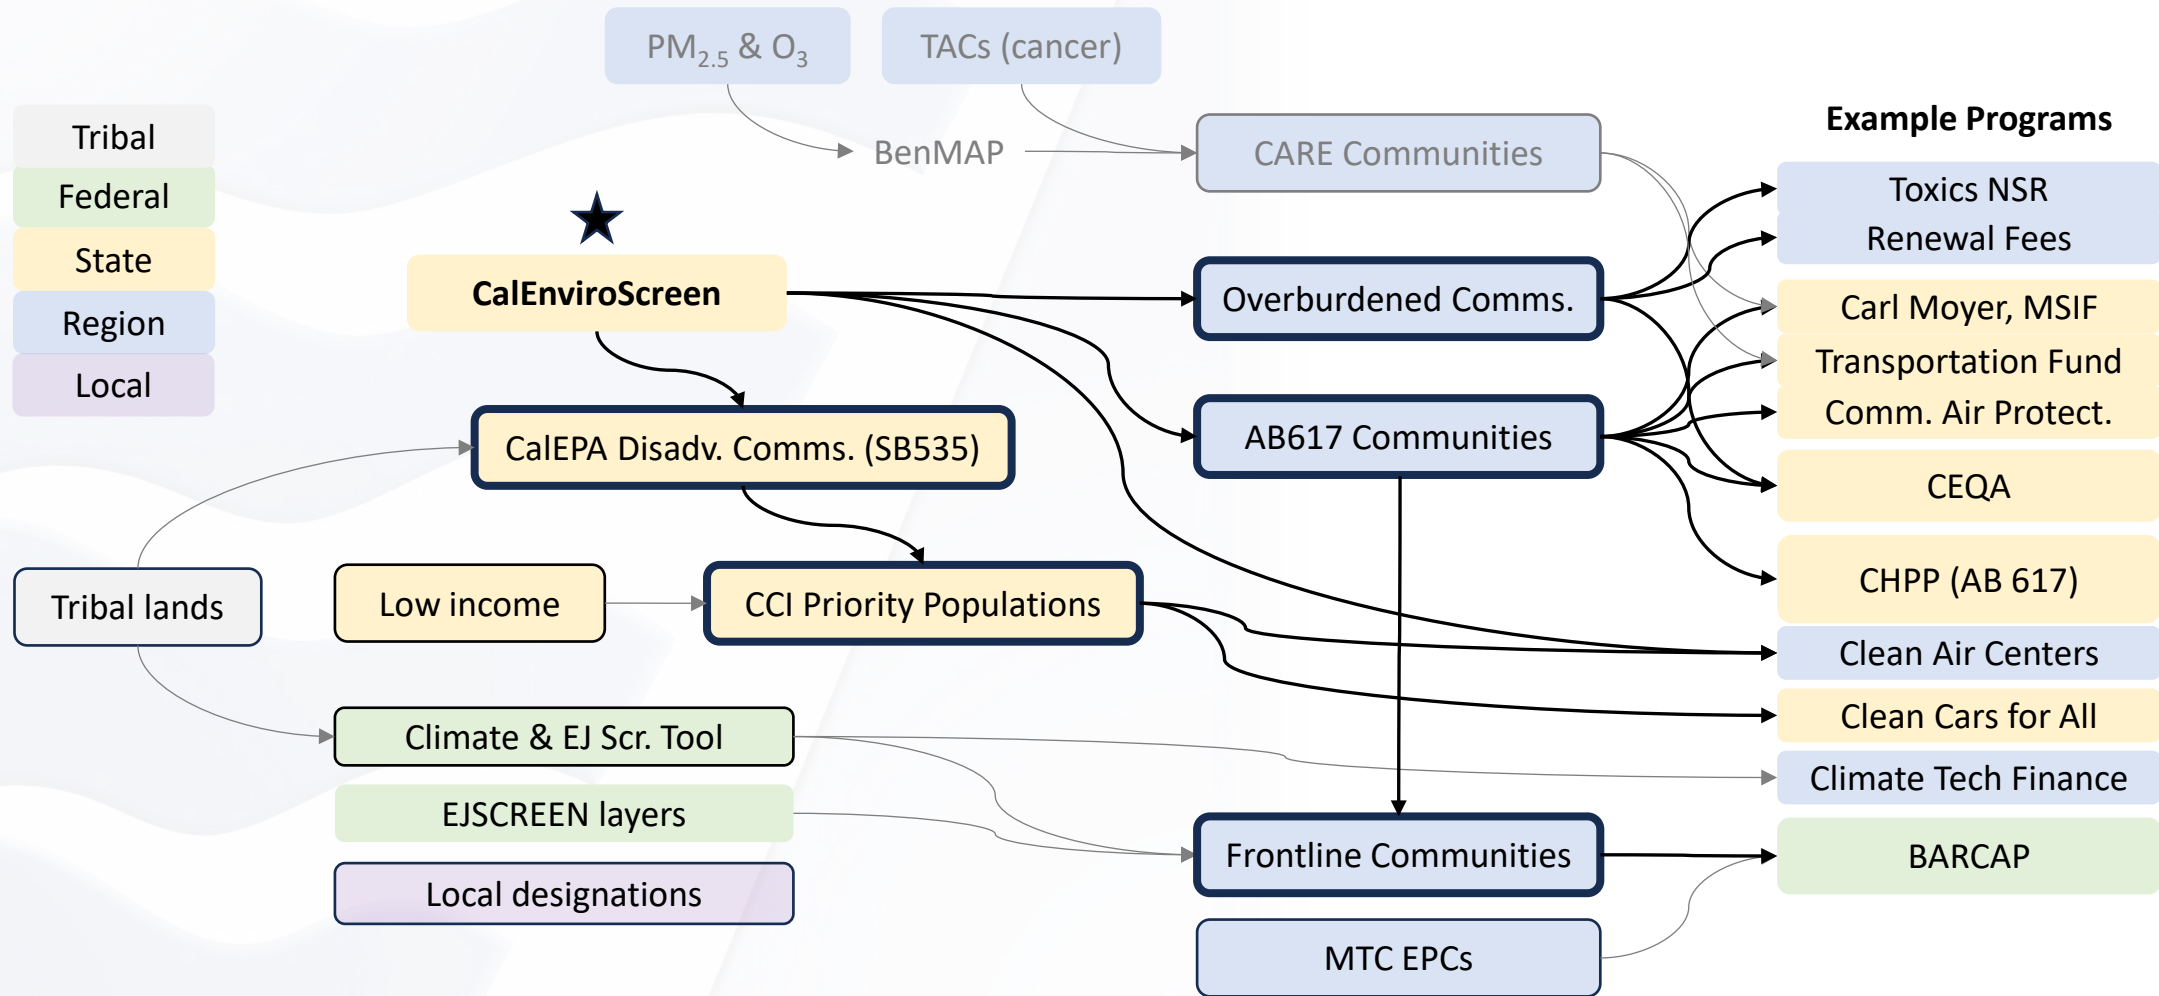 PM2.5 & O3
TACs (cancer)
Tribal
Federal
State
Region
Local
BenMAP
CARE Communities
Example Programs
CalEnviroScreen
Overburdened Comms.
CalEPA Disadv. Comms. (SB535)
AB617 Communities
Tribal lands
Low income
CCI Priority Populations
Climate & EJ Scr. Tool
EJSCREEN layers
Local designations
Frontline Communities
MTC EPCs
Toxics NSR
Renewal Fees
Carl Moyer, MSIF
Transportation Fund
Comm. Air Protect.
CEQA
CHPP (AB 617)
Clean Air Centers
Clean Cars for All
Climate Tech Finance
BARCAP